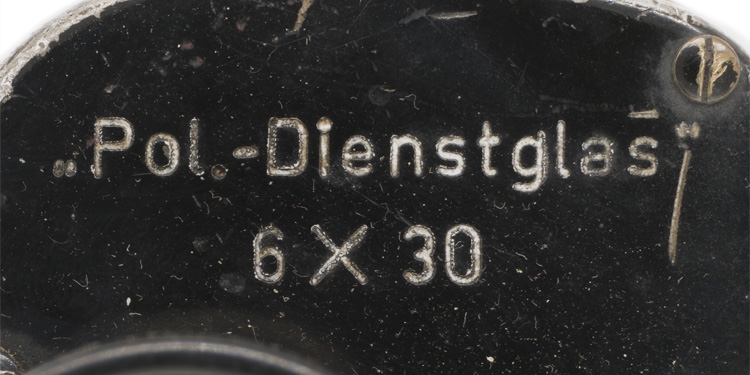 „Pol.-Dienstglas"
6 X 30